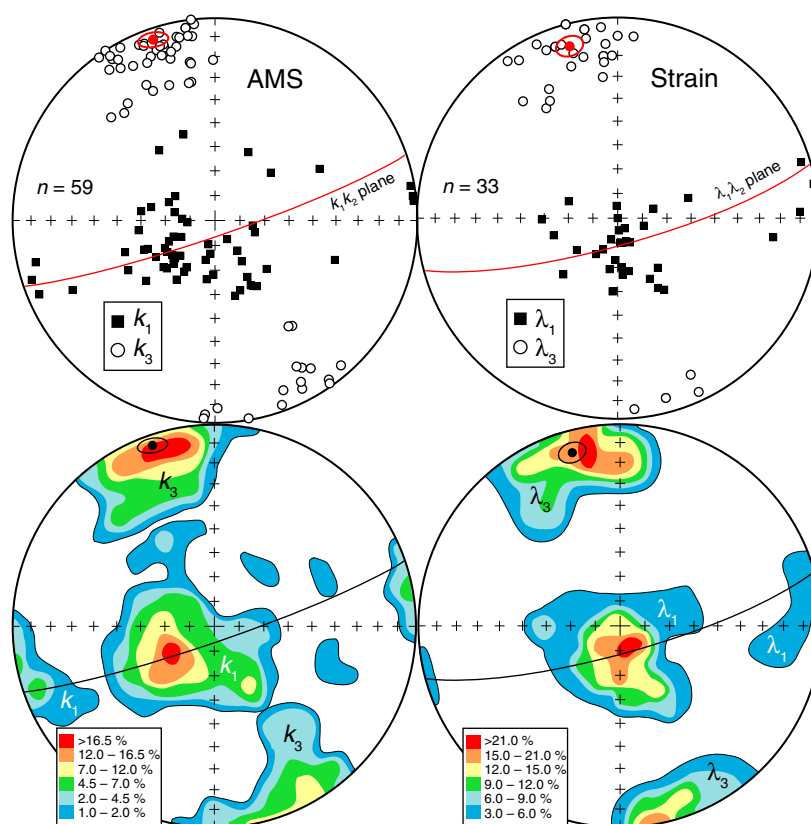 AMS
n = 59
k₁k₂ plane
k₁
k₃
Strain
n = 33
λ₁λ₂ plane
λ₁
λ₃
k₃
k₁
k₁
k₃
>16.5 %
12.0 – 16.5 %
7.0 – 12.0 %
4.5 – 7.0 %
2.0 – 4.5 %
1.0 – 2.0 %
λ₃
λ₁
λ₁
λ₃
>21.0 %
15.0 – 21.0 %
12.0 – 15.0 %
9.0 – 12.0 %
6.0 – 9.0 %
3.0 – 6.0 %